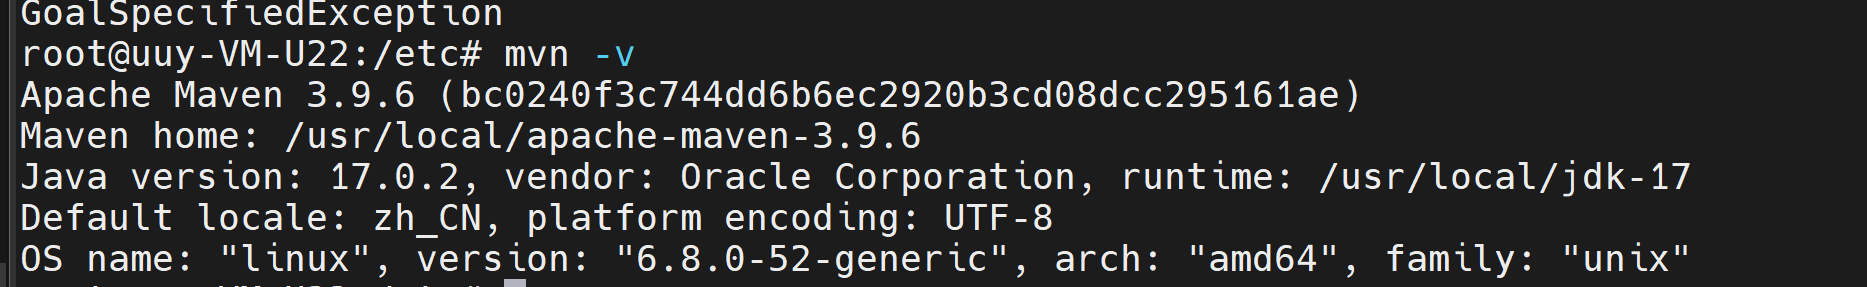 GoalSpecifiedException
root@uuy-VM-U22:/etc# mvn -v
Apache Maven 3.9.6 (bc0240f3c744dd6b6ec2920b3cd08dcc295161ae)
Maven home: /usr/local/apache-maven-3.9.6
Java version: 17.0.2, vendor: Oracle Corporation, runtime: /usr/local/jdk-17
Default locale: zh_CN, platform encoding: UTF-8
OS name: "linux", version: "6.8.0-52-generic", arch: "amd64", family: "unix"